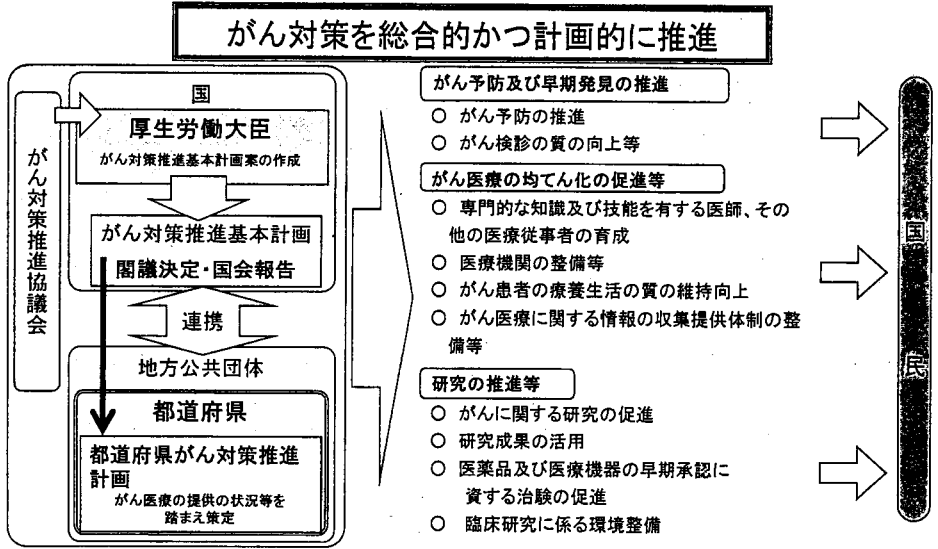 がん対策を総合的かつ計画的に推進
がん対策推進協議会
国
厚生労働大臣
がん対策推進基本計画案の作成
がん対策推進基本計画
閣議決定・国会報告
連携
地方公共団体
都道府県
都道府県がん対策推進
計画
がん医療の提供の状況等を
踏まえ策定
がん予防及び早期発見の推進
○ がん予防の推進
○ がん検診の質の向上等
がん医療の均てん化の促進等
○ 専門的な知識及び技能を有する医師、その
他の医療従事者の育成
○ 医療機関の整備等
○ がん患者の療養生活の質の維持向上
○ がん医療に関する情報の収集提供体制の整
備等
研究の推進等
○ がんに関する研究の促進
○ 研究成果の活用
○ 医薬品及び医療機器の早期承認に
資する治験の促進
○ 臨床研究に係る環境整備
国民